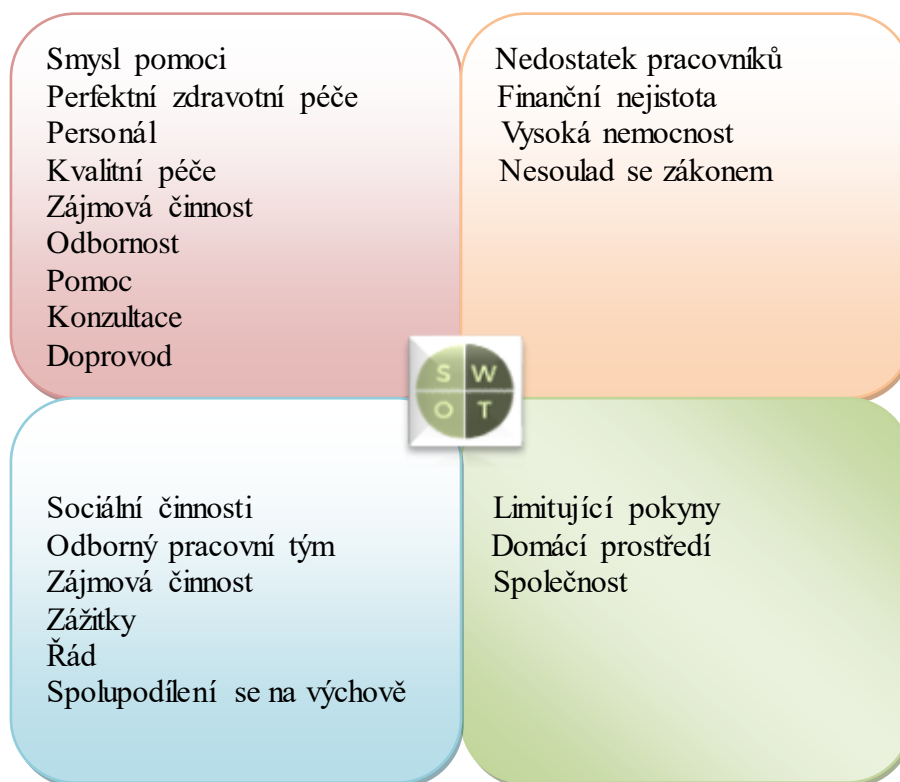 Smysl pomoci
Perfektní zdravotní péče
Personál
Kvalitní péče
Zájmová činnost
Odbornost
Pomoc
Konzultace
Doprovod
Nedostatek pracovníků
Finanční nejistota
Vysoká nemocnost
Nesoulad se zákonem
S W
O T
Sociální činnosti
Odborný pracovní tým
Zájmová činnost
Zážitky
Řád
Spolupodílení se na výchově
Limitující pokyny
Domácí prostředí
Společnost